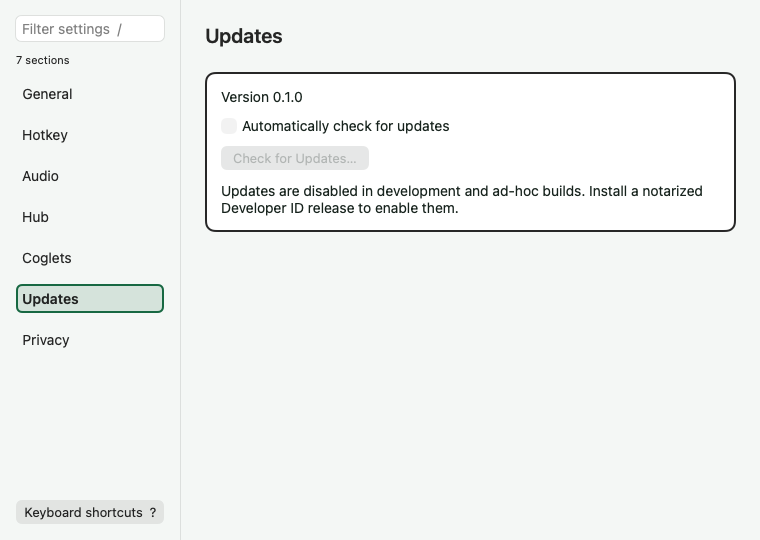 Filter settings /
7 sections
General
Hotkey
Audio
Hub
Coglets
Updates
Privacy
Keyboard shortcuts ?
Updates
Version 0.1.0
Automatically check for updates
Check for Updates...
Updates are disabled in development and ad-hoc builds. Install a notarized
Developer ID release to enable them.